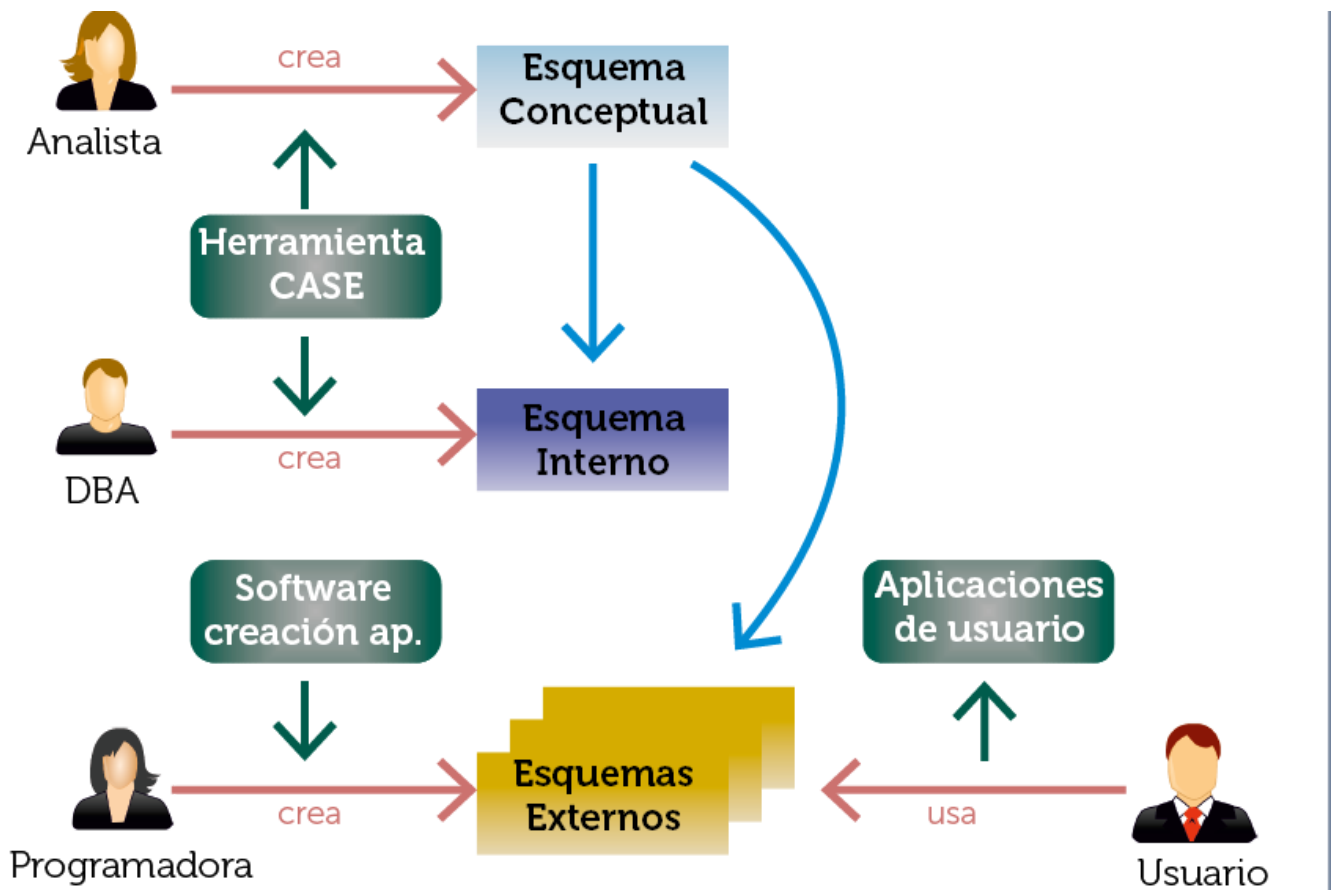 crea
Esquema
Conceptual
Analista
Herramienta
CASE
Esquema
Interno
crea
DBA
Software
creación ap.
Aplicaciones
de usuario
Esquemas
Externos
crea
usa
Programadora
Usuario